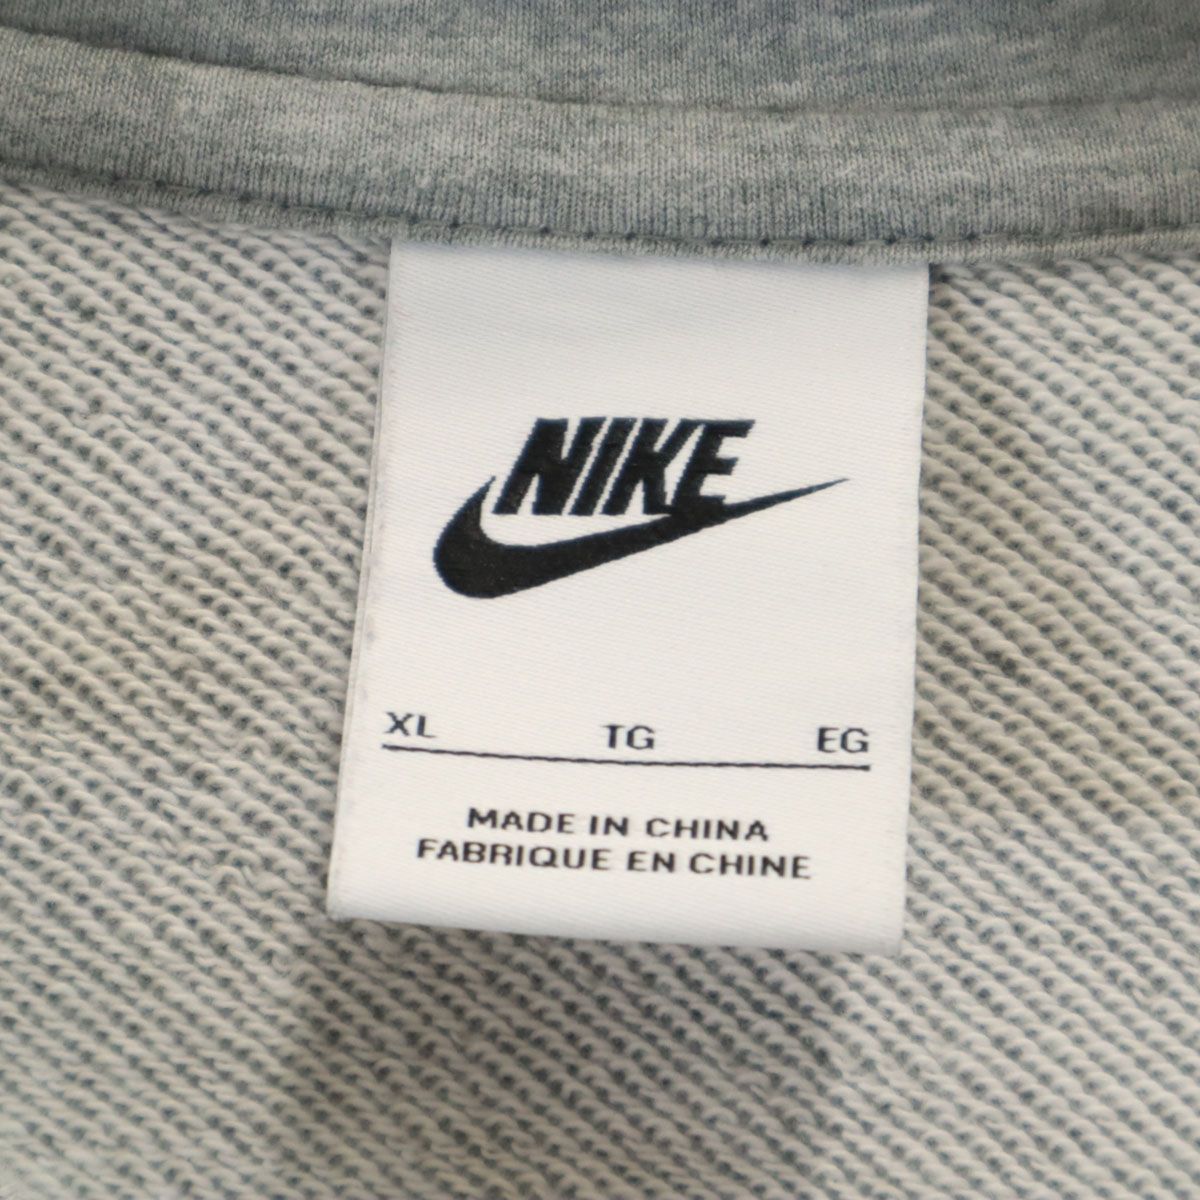 NIKE
XL TG EG
MADE IN CHINA
FABRIQUE EN CHINE